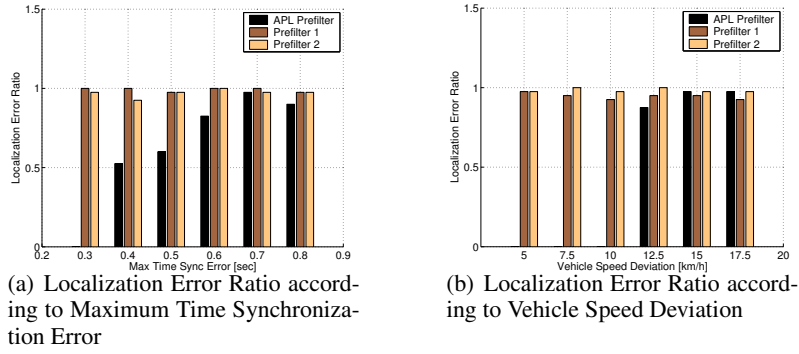 1.5
1
0.5
0
Localization Error Ratio
APL Prefilter
Prefilter 1
Prefilter 2
0.2 0.3 0.4 0.5 0.6 0.7 0.8 0.9
Max Time Sync Error [sec]
(a) Localization Error Ratio accord-
ing to Maximum Time Synchroniza-
tion Error
1.5
1
0.5
0
Localization Error Ratio
APL Prefilter
Prefilter 1
Prefilter 2
5 7.5 10 12.5 15 17.5 20
Vehicle Speed Deviation [km/h]
(b) Localization Error Ratio accord-
ing to Vehicle Speed Deviation